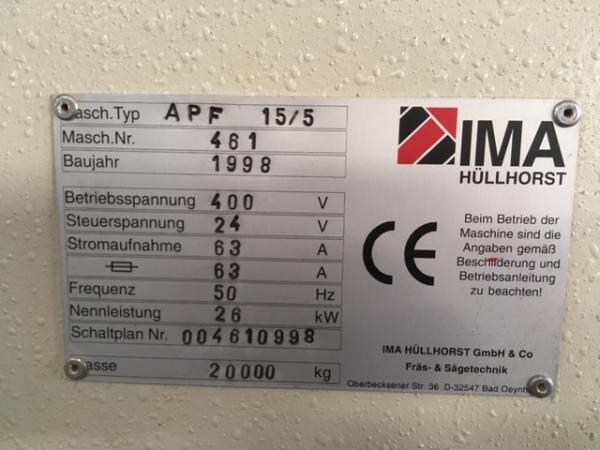 asch.Typ APF 15/5
Masch.Nr. 461
Baujahr 1998
Betriebsspannung 400 V
Steuerspannung 24 V
Stromaufnahme 63 A
63 A
Frequenz 50 Hz
Nennleistung 26 kW
Schaltplan Nr. 004610998
asse 20000 kg
IMA
HÜLLHORST
CE
Beim Betrieb der
Maschine sind die
Angaben gemäß
Beschilderung und
Betriebsanleitung
zu beachten!
IMA HÜLLHORST GmbH & Co
Fräs- & Sägetechnik
Oberbecksener Str. 36 D-32547 Bad Oeynh